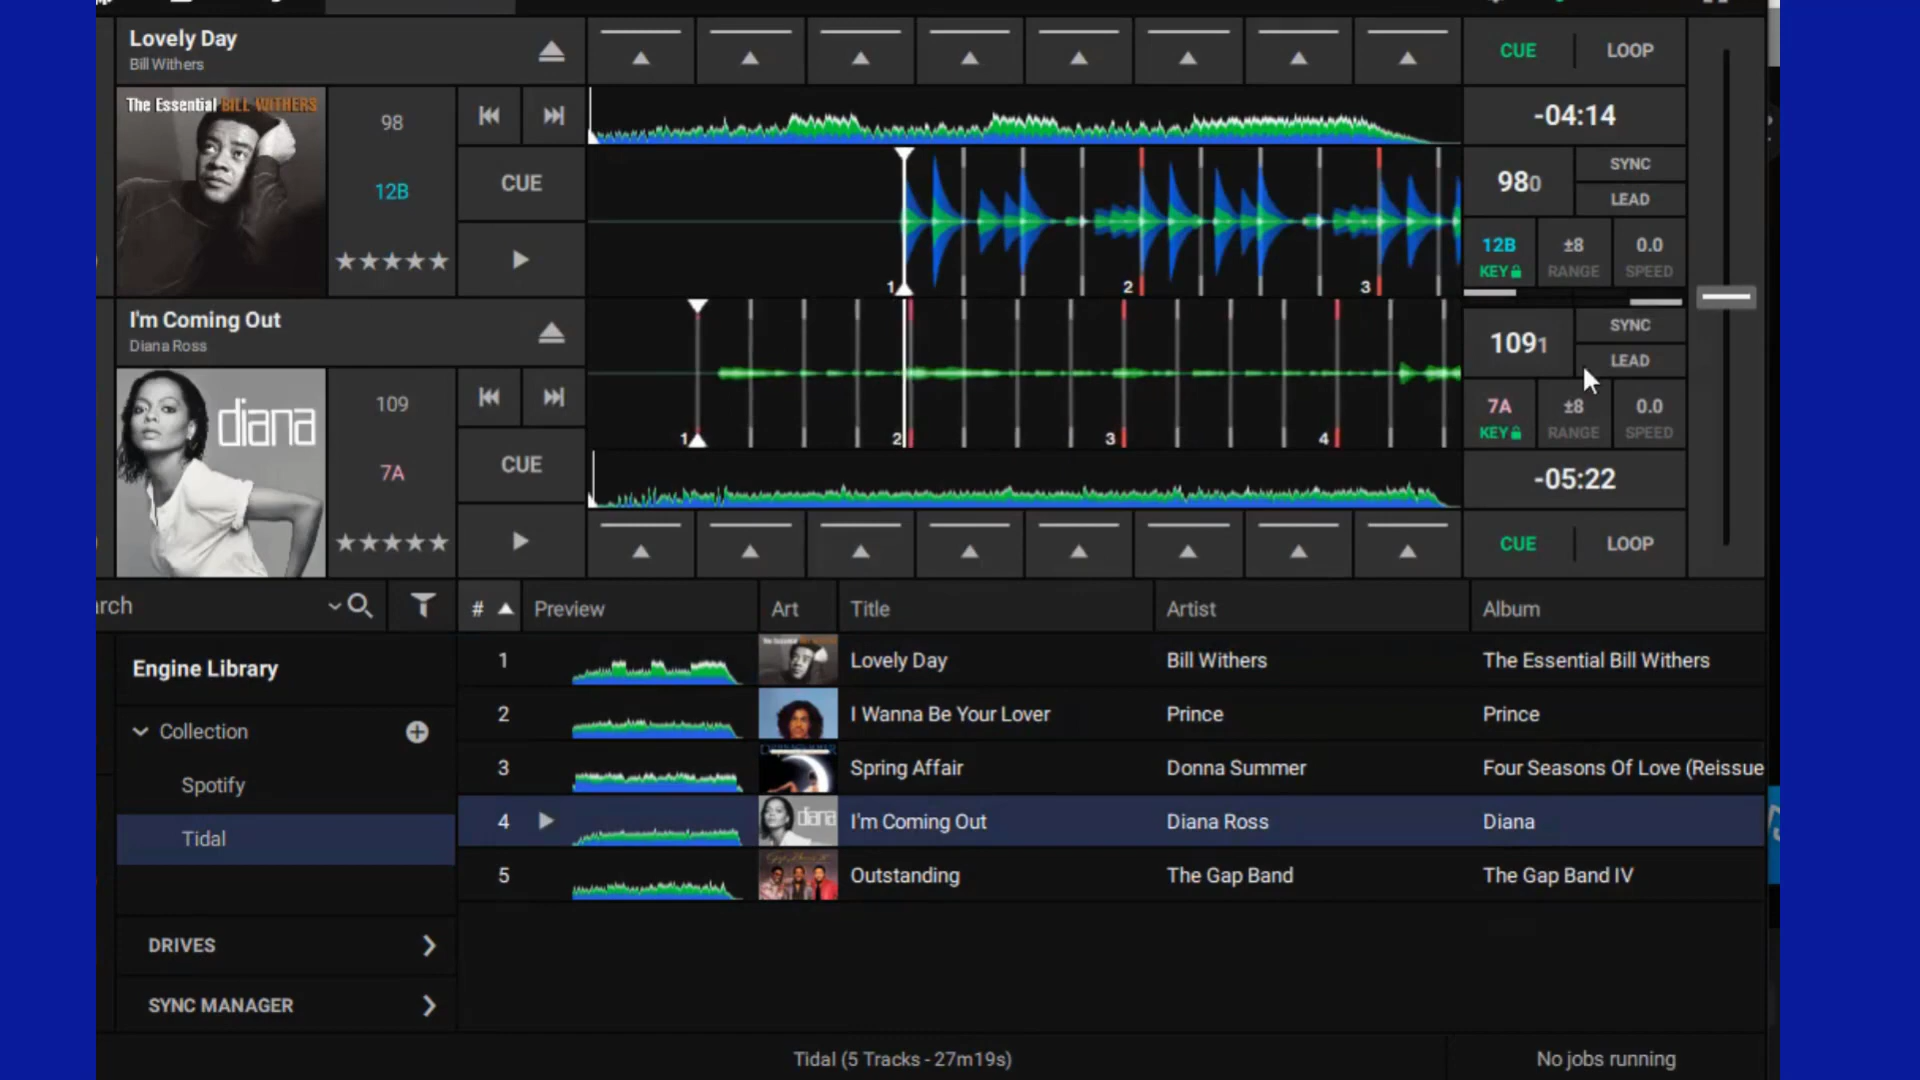 Lovely Day
Bill Withers
The Essential BILL WITHERS
98
12B
★★★★★
CUE
1
2
3
CUE
LOOP
-04:14
980
SYNC
LEAD
12B
KEY
±8
RANGE
0.0
SPEED
I'm Coming Out
Diana Ross
diana
109
7A
★★★★★
CUE
1
2
3
4
1091
SYNC
LEAD
7A
KEY
±8
RANGE
0.0
SPEED
-05:22
CUE
LOOP
rch
# Preview Art Title Artist Album
Engine Library
Collection
Spotify
Tidal
DRIVES
SYNC MANAGER
1 Lovely Day Bill Withers The Essential Bill Withers
2 I Wanna Be Your Lover Prince Prince
3 Spring Affair Donna Summer Four Seasons Of Love (Reissue
4 diana I'm Coming Out Diana Ross Diana
5 Outstanding The Gap Band The Gap Band IV
Tidal (5 Tracks - 27m19s)
No jobs running